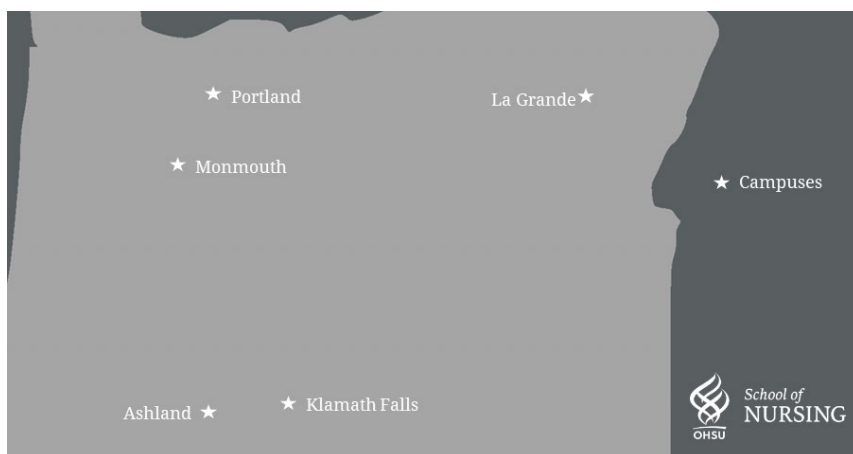 Portland
La Grande
Monmouth
Campuses
Ashland
Klamath Falls
School of
NURSING
OHSU